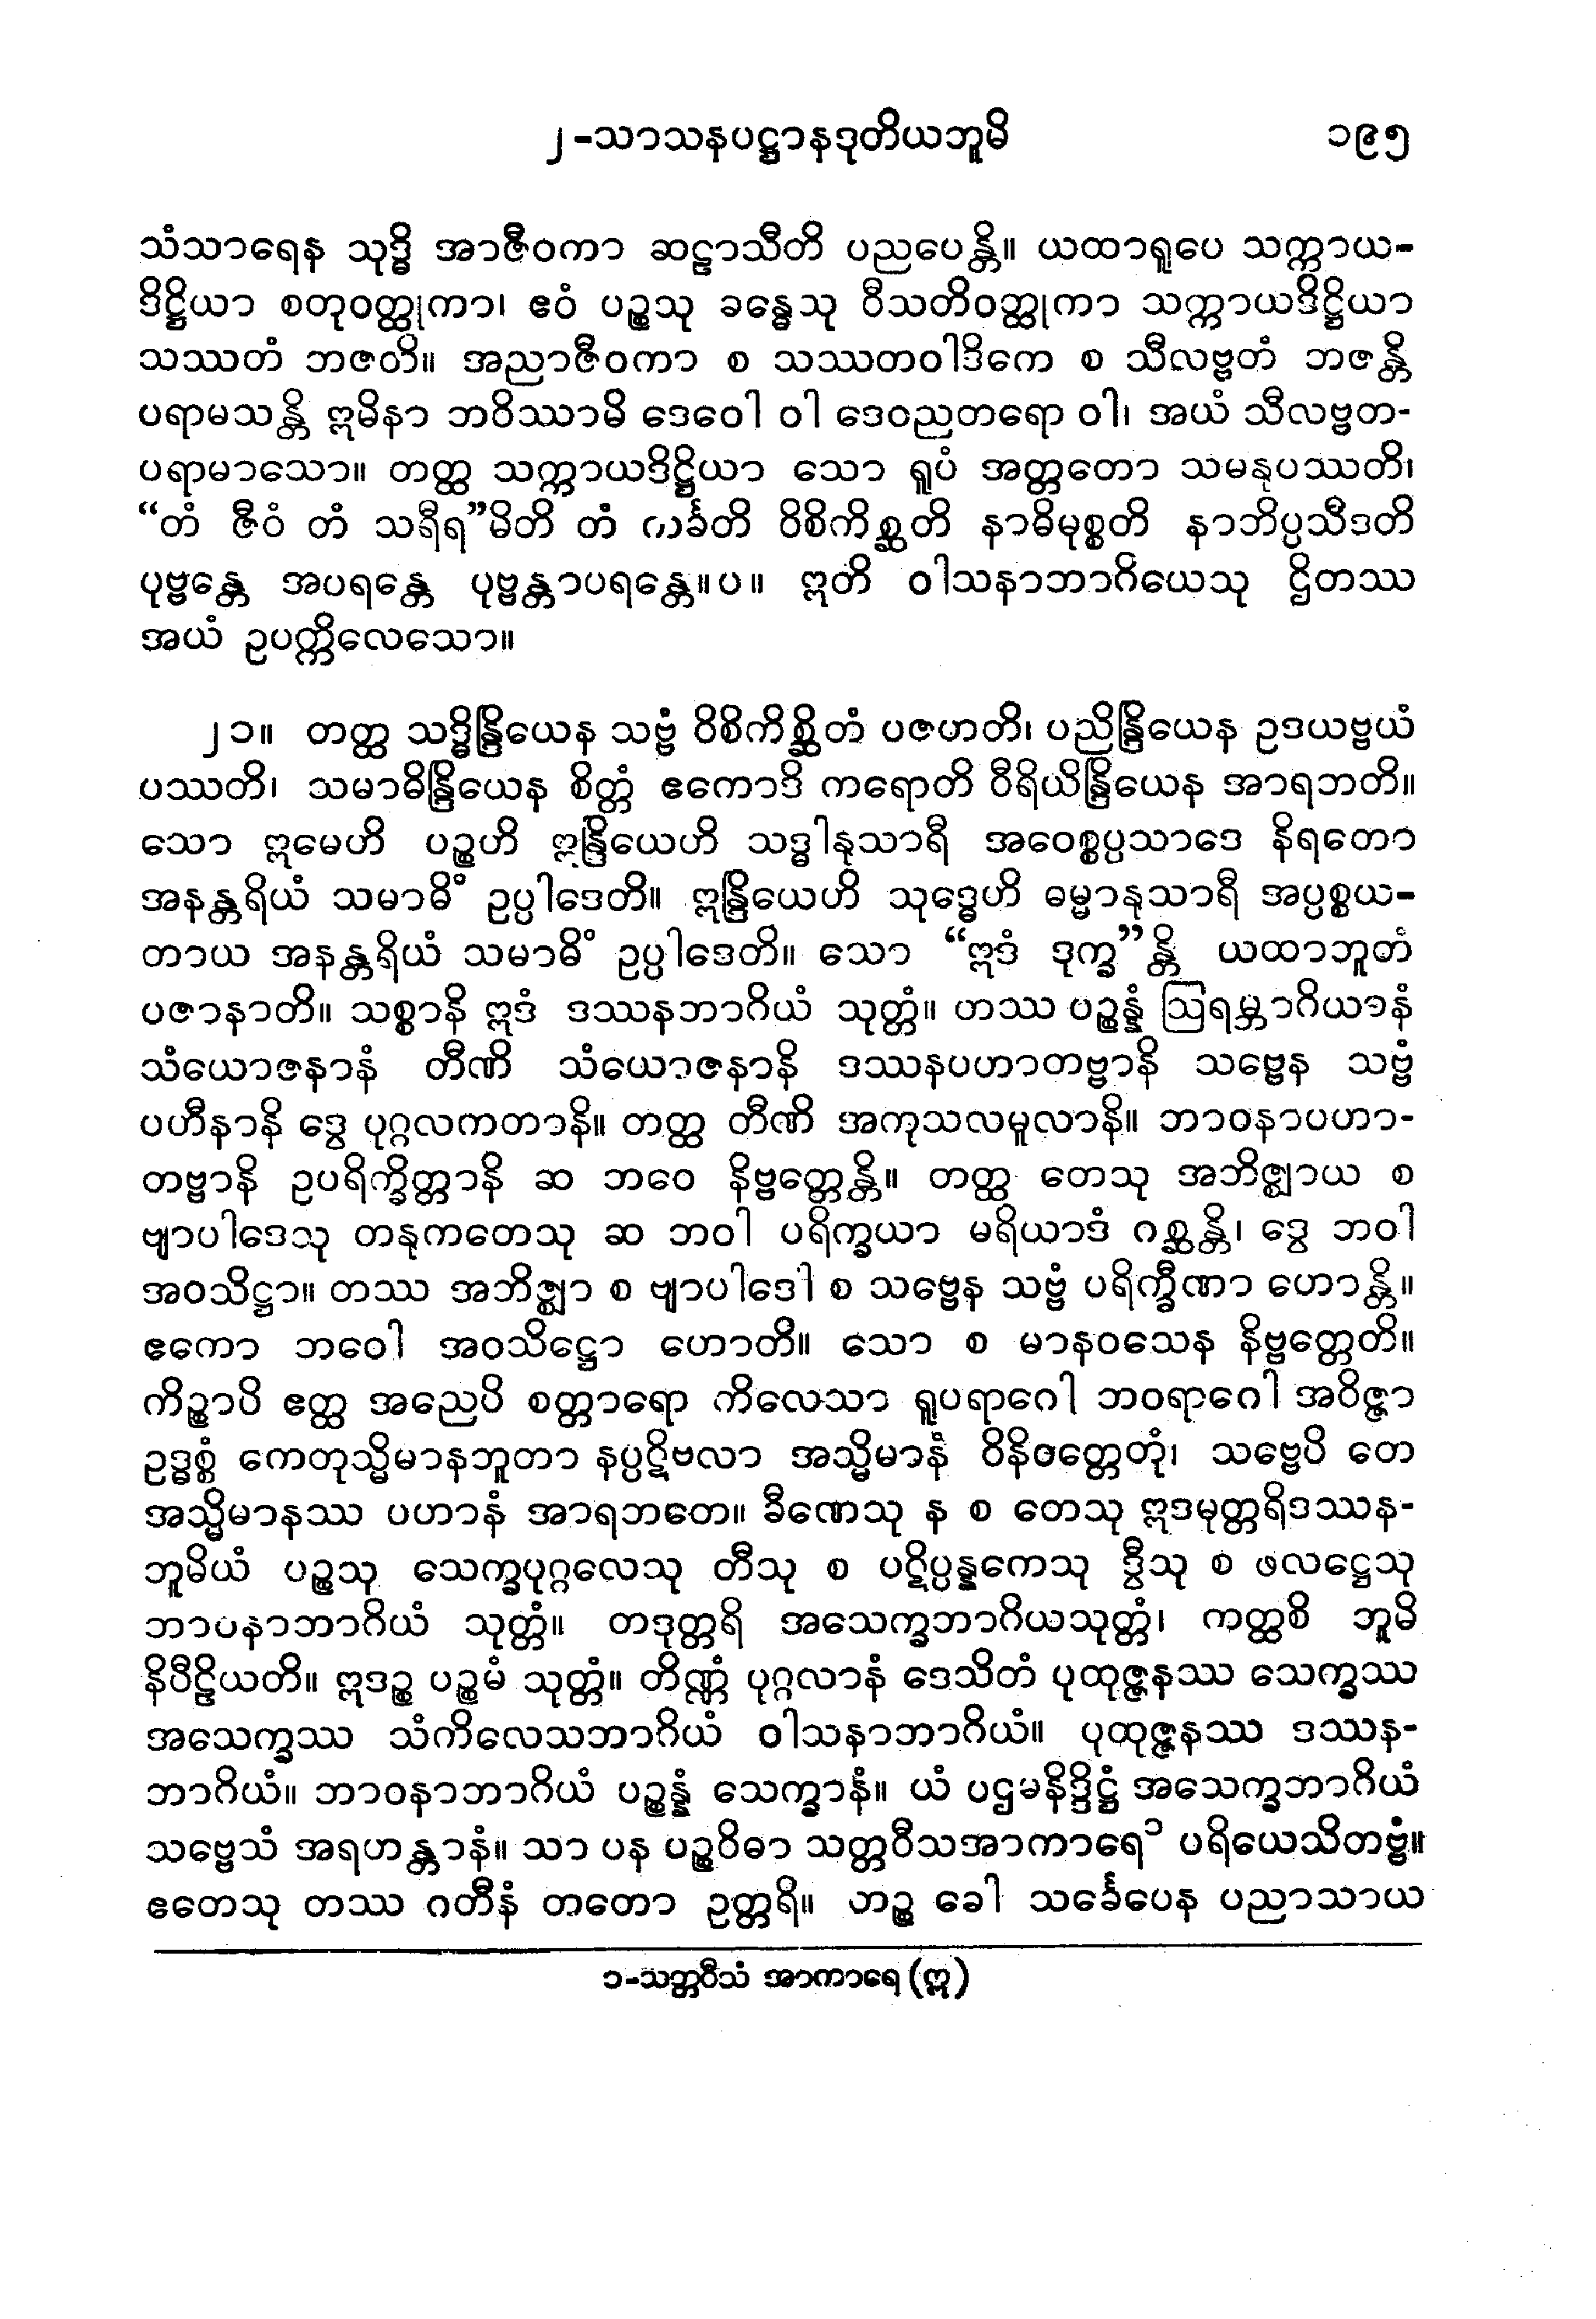 ၂-သာသနပဋ္ဌာနဒုတိယဘူမိ ၁၉၅
သံသာရေန သုဒ္ဓိ အာဇီဝကာ ဆဠာသီတိ ပညပေန္တိ။ ယထာရူပေ သက္ကာယ-
ဒိဋ္ဌိယာ စတုဝတ္ထုကာ၊ ဧဝံ ပဉ္စသု ခန္ဓေသု ဝီသတိဝတ္ထုကာ သက္ကာယဒိဋ္ဌိယာ
သဿတံ ဘဇတိ။ အညာဇီဝကာ စ သဿတဝါဒိကေ စ သီလဗ္ဗတံ ဘဇန္တိ
ပရာမသန္တိ ဣမိနာ ဘဝိဿာမိ ဒေဝေါ ဝါ ဒေဝညတရော ဝါ၊ အယံ သီလဗ္ဗတ-
ပရာမာသော။ တတ္ထ သက္ကာယဒိဋ္ဌိယာ သော ရူပံ အတ္တတော သမနုပဿတိ၊
“တံ ဇီဝံ တံ သရီရ”မိတိ တံ ကင်္ခတိ ဝိစိကိစ္ဆတိ နာဓိမုစ္စတိ နာဘိပ္ပသီဒတိ
ပုဗ္ဗန္တေ အပရန္တေ ပုဗ္ဗန္တာပရန္တေ။ပ။ ဣတိ ဝါသနာဘာဂိယေသု ဌိတဿ
အယံ ဥပက္ကိလေသော။
၂၁။ တတ္ထ သဒ္ဓိန္ဒြိယေန သဗ္ဗံ ဝိစိကိစ္ဆိတံ ပဇဟတိ၊ ပညိန္ဒြိယေန ဥဒယဗ္ဗယံ
ပဿတိ၊ သမာဓိန္ဒြိယေန စိတ္တံ ဧကောဒိ ကရောတိ ဝီရိယိန္ဒြိယေန အာရဘတိ။
သော ဣမေဟိ ပဉ္စဟိ ဣန္ဒြိယေဟိ သဒ္ဓါနုသာရီ အဝေစ္စပ္ပသာဒေ နိရတော
အနန္တရိယံ သမာဓိံ ဥပ္ပါဒေတိ။ ဣန္ဒြိယေဟိ သုဒ္ဓေဟိ ဓမ္မာနုသာရီ အပ္ပစ္စယ-
တာယ အနန္တရိယံ သမာဓိံ ဥပ္ပါဒေတိ။ သော “ဣဒံ ဒုက္ခ”န္တိ ယထာဘူတံ
ပဇာနာတိ။ သစ္စာနိ ဣဒံ ဒဿနဘာဂိယံ သုတ္တံ။ တဿ ပဉ္စန္နံ ဩရမ္ဘာဂိယာနံ
သံယောဇနာနံ တီဏိ သံယောဇနာနိ ဒဿနပဟာတဗ္ဗာနိ သဗ္ဗေန သဗ္ဗံ
ပဟီနာနိ ဒွေ ပုဂ္ဂလကတာနိ။ တတ္ထ တီဏိ အကုသလမူလာနိ။ ဘာဝနာပဟာ-
တဗ္ဗာနိ ဥပရိက္ခိတ္တာနိ ဆ ဘဝေ နိဗ္ဗတ္တေန္တိ။ တတ္ထ တေသု အဘိဇ္ဈာယ စ
ဗျာပါဒေသု တနုကတေသု ဆ ဘဝါ ပရိက္ခယာ မရိယာဒံ ဂစ္ဆန္တိ၊ ဒွေ ဘဝါ
အဝသိဋ္ဌာ။ တဿ အဘိဇ္ဈာ စ ဗျာပါဒေါ စ သဗ္ဗေန သဗ္ဗံ ပရိက္ခီဏာ ဟောန္တိ။
ဧကော ဘဝေါ အဝသိဋ္ဌော ဟောတိ။ သော စ မာနဝသေန နိဗ္ဗတ္တေတိ။
ကိဉ္စာပိ ဧတ္ထ အညေပိ စတ္တာရော ကိလေသာ ရူပရာဂေါ ဘဝရာဂေါ အဝိဇ္ဇာ
ဥဒ္ဓစ္စံ ကေတုသ္မိမာနဘူတာ နပ္ပဋိဗလာ အသ္မိမာနံ ဝိနိဝတ္တေတုံ၊ သဗ္ဗေပိ တေ
အသ္မိမာနဿ ပဟာနံ အာရဘတေ။ ခီဏေသု န စ တေသု ဣဒမုတ္တရိဒဿန-
ဘူမိယံ ပဉ္စသု သေက္ခပုဂ္ဂလေသု တီသု စ ပဋိပ္ပန္နကေသု ဒွီသု စ ဖလဋ္ဌေသု
ဘာဝနာဘာဂိယံ သုတ္တံ။ တဒုတ္တရိ အသေက္ခဘာဂိယသုတ္တံ၊ ကတ္ထစိ ဘူမိ
နိပီဠိယတိ။ ဣဒဉ္စ ပဉ္စမံ သုတ္တံ။ တိဏ္ဏံ ပုဂ္ဂလာနံ ဒေသိတံ ပုထုဇ္ဇနဿ သေက္ခဿ
အသေက္ခဿ သံကိလေသဘာဂိယံ ဝါသနာဘာဂိယံ။ ပုထုဇ္ဇနဿ ဒဿန-
ဘာဂိယံ။ ဘာဝနာဘာဂိယံ ပဉ္စန္နံ သေက္ခာနံ။ ယံ ပဌမနိဒ္ဒိဋ္ဌံ အသေက္ခဘာဂိယံ
သဗ္ဗေသံ အရဟန္တာနံ။ သာ ပန ပဉ္စဝိဓာ သတ္တဝီသအာကာရေ၁ ပရိယေသိတဗ္ဗံ။
ဧတေသု တဿ ဂတီနံ တတော ဥတ္တရိ။ တဉ္စ ခေါ သင်္ခေပေန ပညာသာယ
၁-သတ္တဝီသံ အာကာရေ (ဣ)